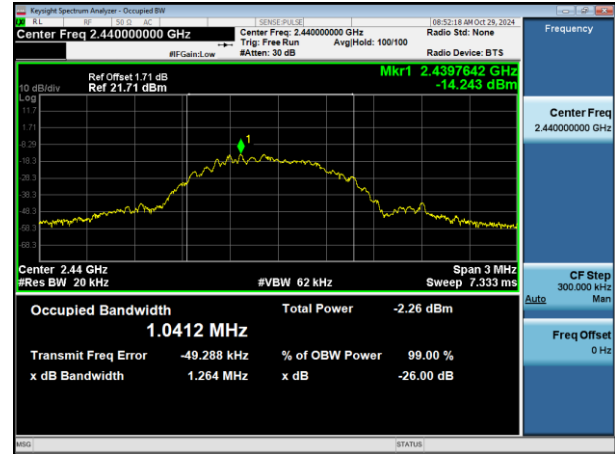 Keysight Spectrum Analyzer - Occupied BW
RL RF 50 Ω AC SENSE:PULSE 08:52:18 AM Oct 29, 2024
Center Freq 2.440000000 GHz Center Freq: 2.440000000 GHz Radio Std: None Frequency
Trig: Free Run Avg|Hold: 100/100
#IFGain:Low #Atten: 30 dB Radio Device: BTS
Ref Offset 1.71 dB Mkr1 2.4397642 GHz
10 dB/div Ref 21.71 dBm -14.243 dBm
Log
11.7
1.71
-8.29
-18.3
-28.3
-38.3
-48.3
-58.3
-68.3
1
Center Freq
2.440000000 GHz
Center 2.44 GHz Span 3 MHz
#Res BW 20 kHz #VBW 62 kHz Sweep 7.333 ms
CF Step
300.000 kHz
Auto Man
Occupied Bandwidth Total Power -2.26 dBm
1.0412 MHz
Transmit Freq Error -49.288 kHz % of OBW Power 99.00 %
x dB Bandwidth 1.264 MHz x dB -26.00 dB
Freq Offset
0 Hz
MSG STATUS